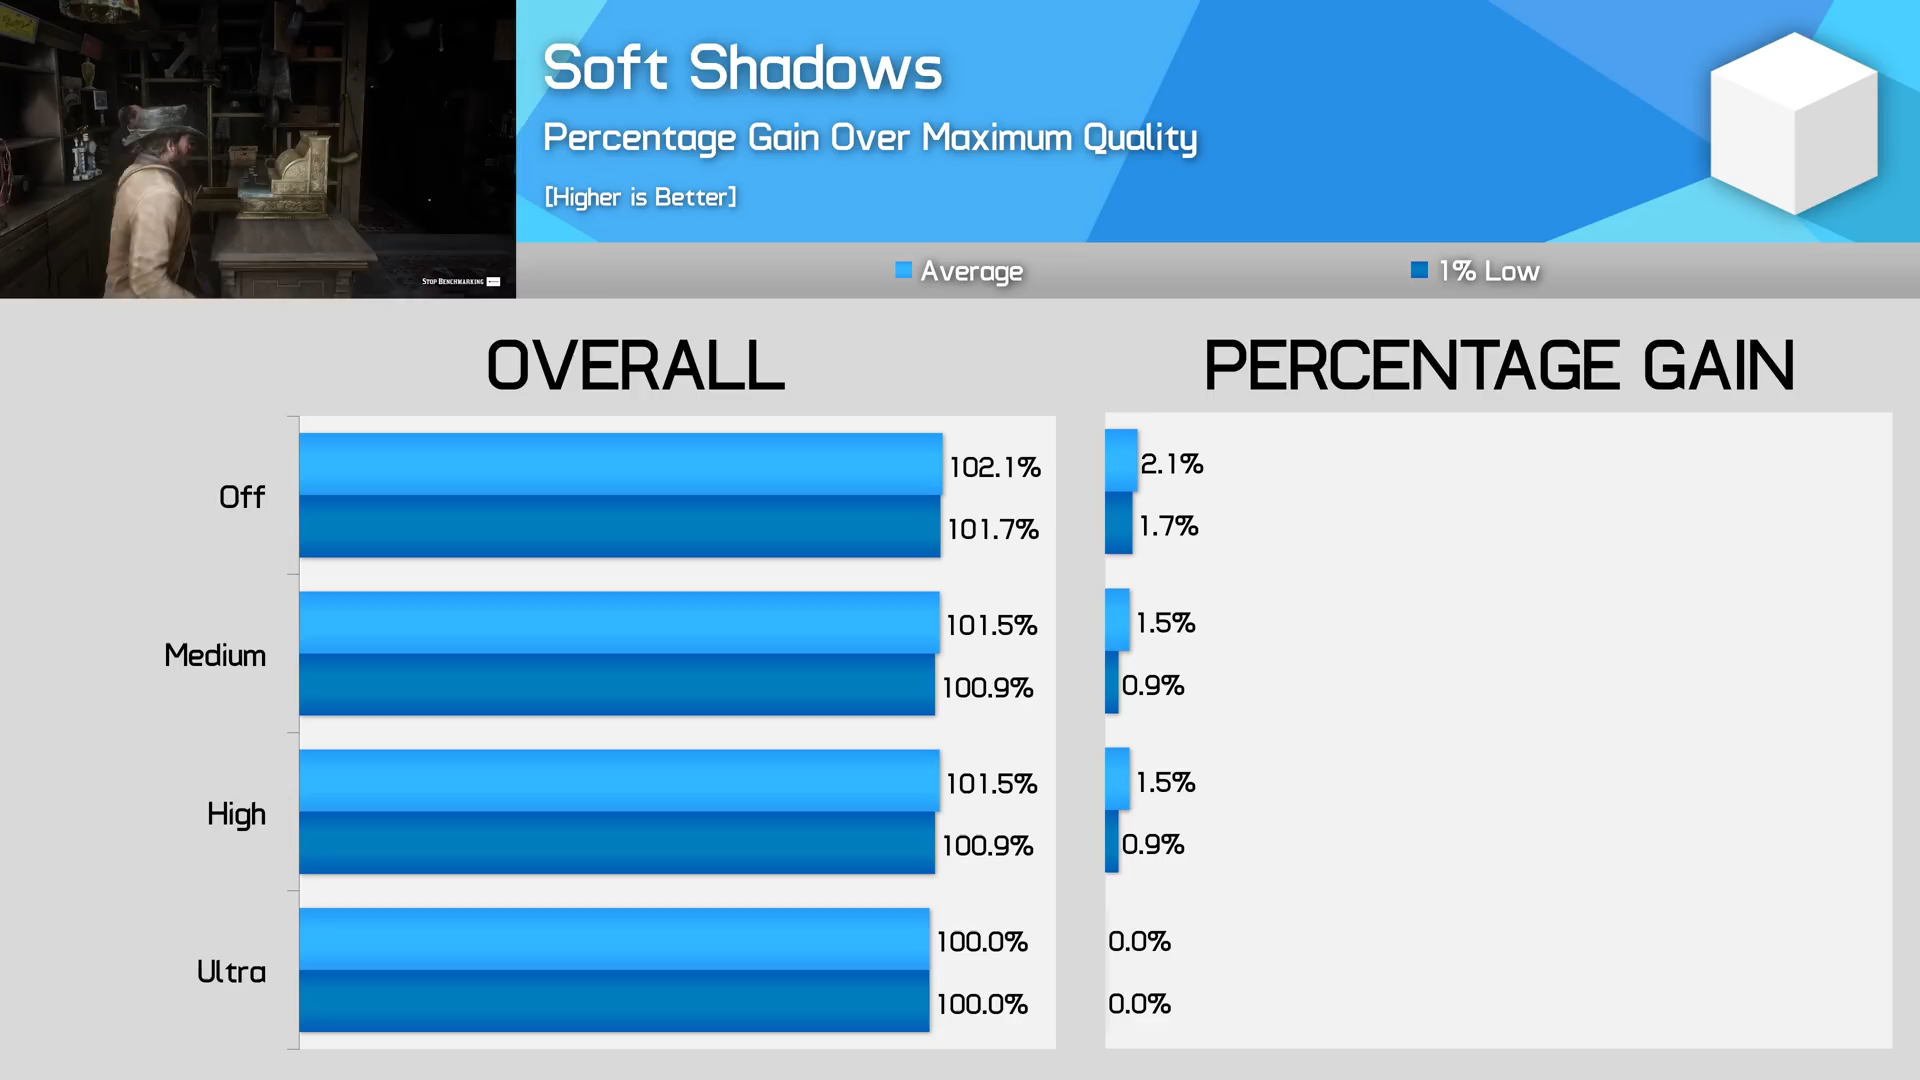 Soft Shadows
Percentage Gain Over Maximum Quality
[Higher is Better]
STOP BENCHMARKING
Average
1% Low
OVERALL
PERCENTAGE GAIN
Off
102.1%
101.7%
2.1%
1.7%
Medium
101.5%
100.9%
1.5%
0.9%
High
101.5%
100.9%
1.5%
0.9%
Ultra
100.0%
100.0%
0.0%
0.0%